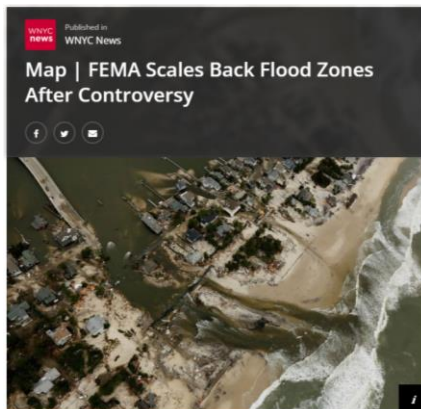 WNYC
news
Published in
WNYC News
Map | FEMA Scales Back Flood Zones
After Controversy
f
i